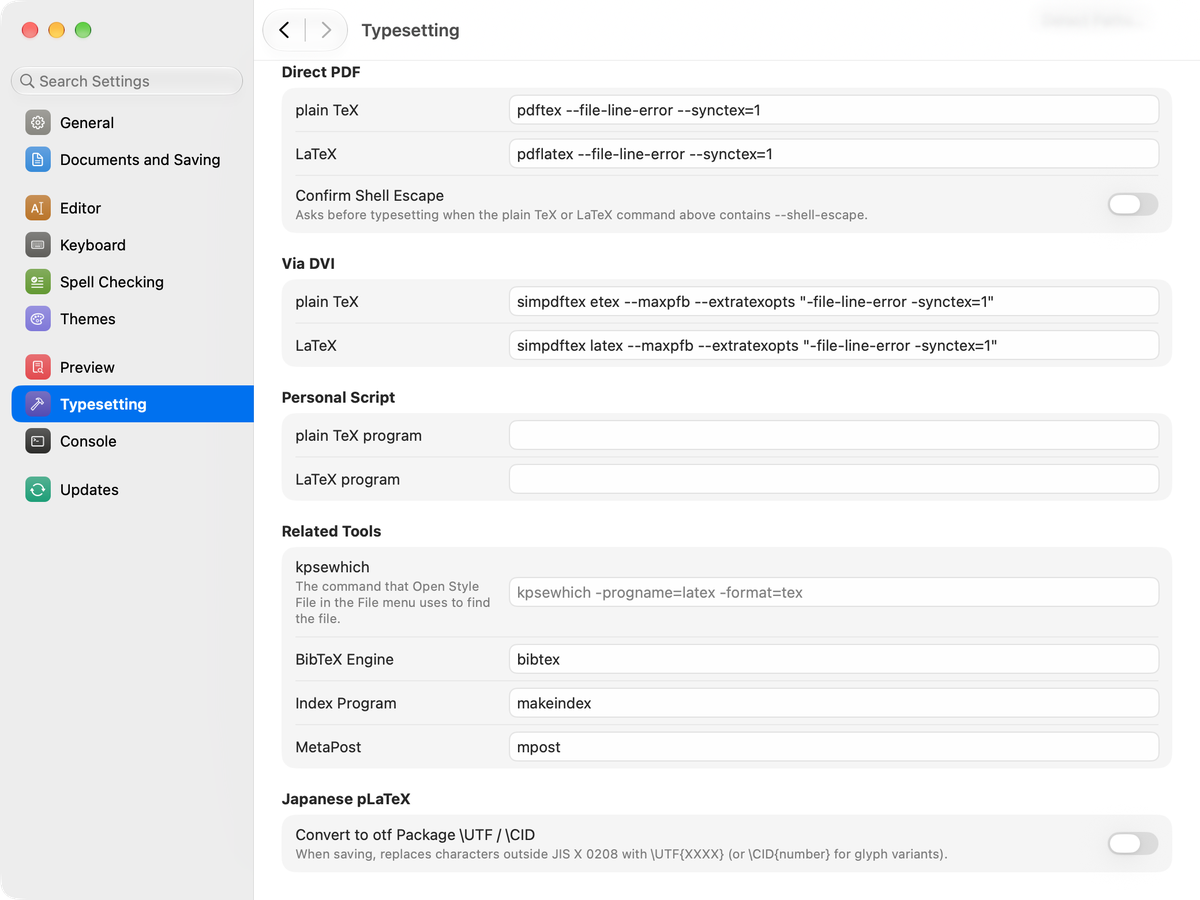 Typesetting
Search Settings
General
Documents and Saving
Editor
Keyboard
Spell Checking
Themes
Preview
Typesetting
Console
Updates
Direct PDF
plain TeX
pdftex --file-line-error --synctex=1
LaTeX
pdflatex --file-line-error --synctex=1
Confirm Shell Escape
Asks before typesetting when the plain TeX or LaTeX command above contains --shell-escape.
Via DVI
plain TeX
simpdftex etex --maxpfb --extratexopts "-file-line-error -synctex=1"
LaTeX
simpdftex latex --maxpfb --extratexopts "-file-line-error -synctex=1"
Personal Script
plain TeX program
LaTeX program
Related Tools
kpsewhich
The command that Open Style
File in the File menu uses to find
the file.
kpsewhich -progname=latex -format=tex
BibTeX Engine
bibtex
Index Program
makeindex
MetaPost
mpost
Japanese pLaTeX
Convert to otf Package \UTF / \CID
When saving, replaces characters outside JIS X 0208 with \UTF{XXXX} (or \CID{number} for glyph variants).